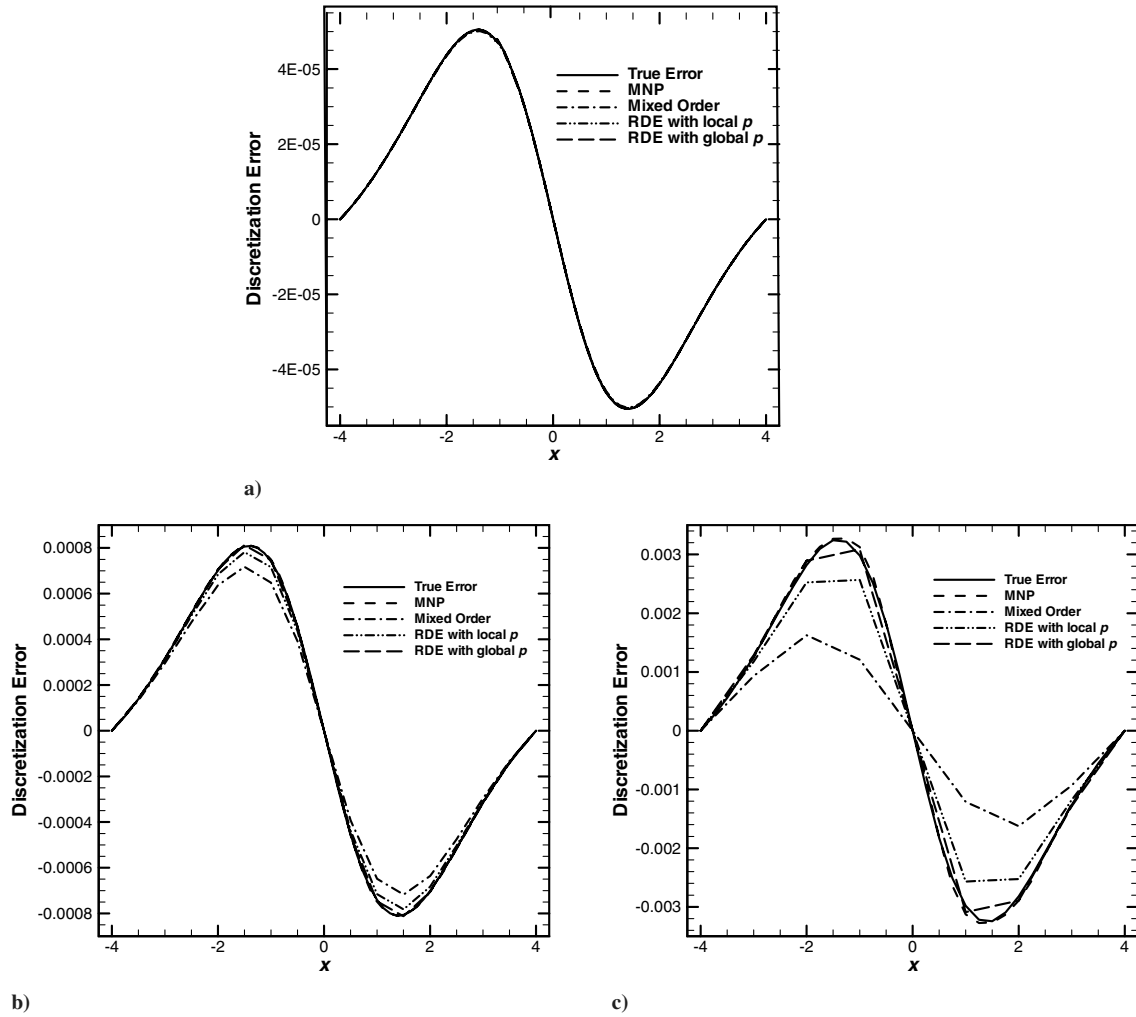 4E-05
2E-05
0
-2E-05
-4E-05
Discretization Error
-4
-2
0
2
4
x
True Error
MNP
Mixed Order
RDE with local p
RDE with global p
a)
0.0008
0.0006
0.0004
0.0002
0
-0.0002
-0.0004
-0.0006
-0.0008
Discretization Error
-4
-2
0
2
4
x
True Error
MNP
Mixed Order
RDE with local p
RDE with global p
b)
0.003
0.002
0.001
0
-0.001
-0.002
-0.003
Discretization Error
-4
-2
0
2
4
x
True Error
MNP
Mixed Order
RDE with local p
RDE with global p
c)